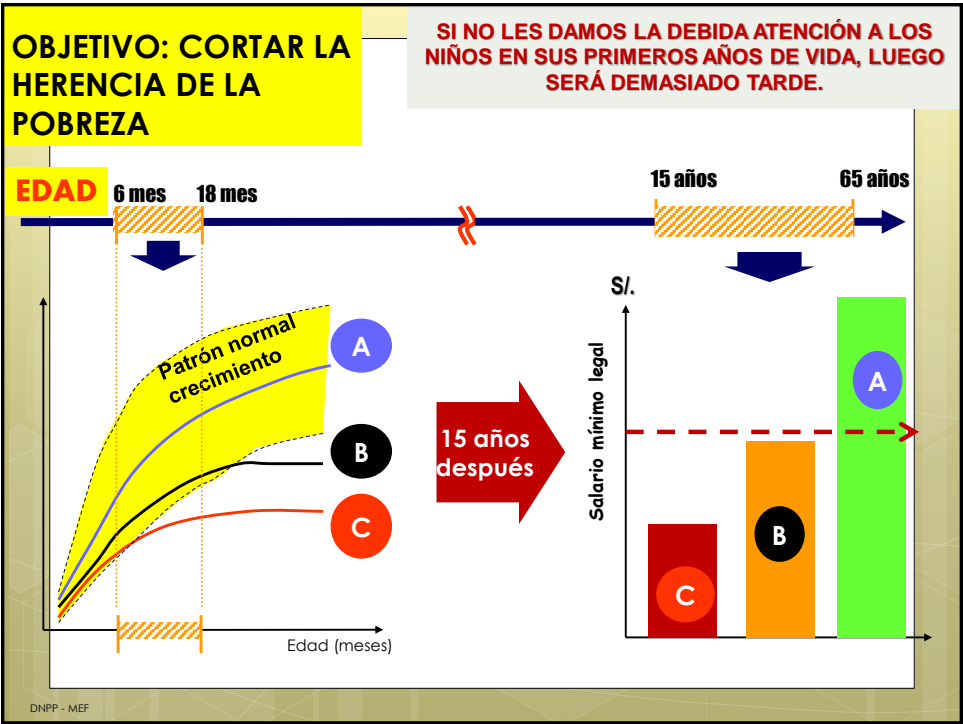 OBJETIVO: CORTAR LA
HERENCIA DE LA
POBREZA
SI NO LES DAMOS LA DEBIDA ATENCIÓN A LOS
NIÑOS EN SUS PRIMEROS AÑOS DE VIDA, LUEGO
SERÁ DEMASIADO TARDE.
EDAD
6 mes
18 mes
15 años
65 años
Patrón normal
crecimiento
A
B
C
Edad (meses)
15 años
después
S/.
Salario mínimo legal
A
B
C
DNPP - MEF